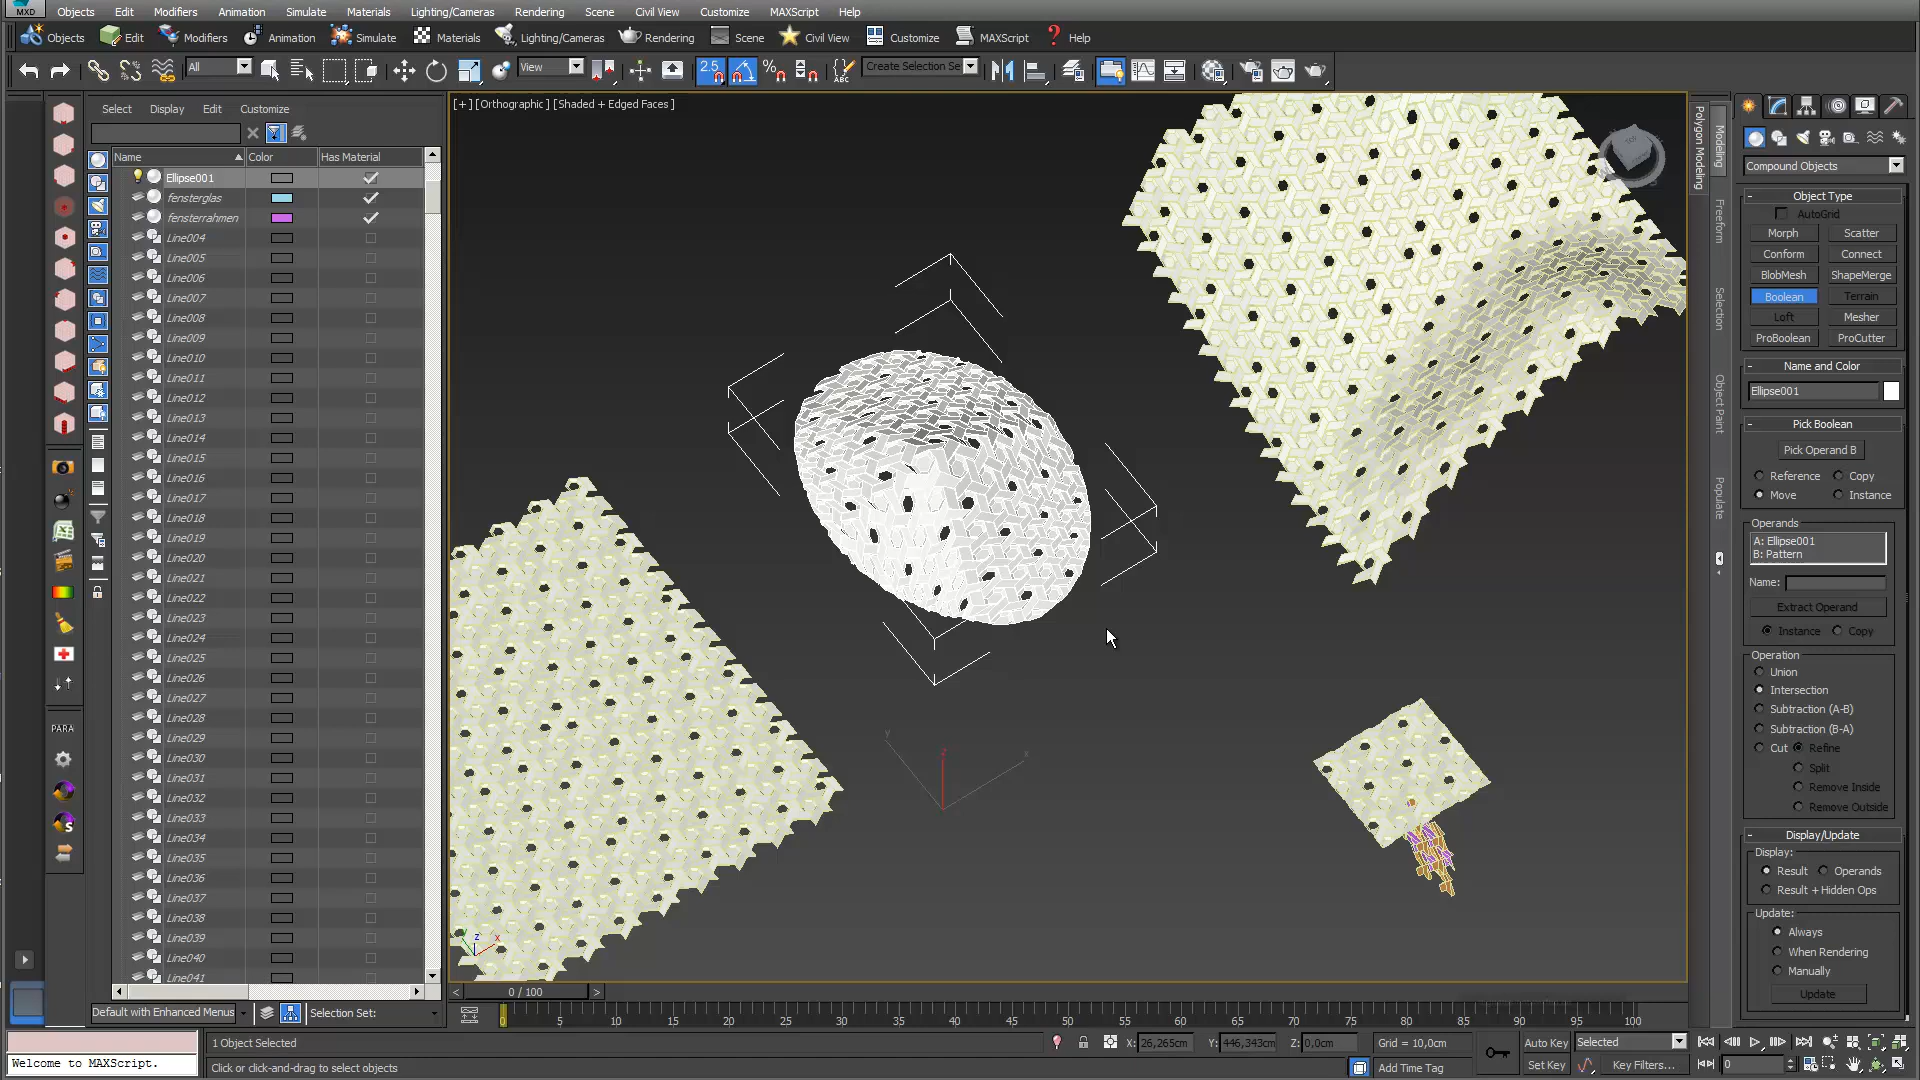 MXD
Objects Edit Modifiers Animation Simulate Materials Lighting/Cameras Rendering Scene Civil View Customize MAXScript Help
Objects Edit Modifiers Animation Simulate Materials Lighting/Cameras Rendering Scene Civil View Customize MAXScript Help
All View 2.5 % ABC Create Selection Se
Select Display Edit Customize
Name Color Has Material
Ellipse001
fensterglas
fensterrahmen
Line004
Line005
Line006
Line007
Line008
Line009
Line010
Line011
Line012
Line013
Line014
Line015
Line016
Line017
Line018
Line019
Line020
Line021
Line022
Line023
Line024
Line025
Line026
Line027
Line028
Line029
Line030
Line031
Line032
Line033
Line034
Line035
Line036
Line037
Line038
Line039
Line040
Line041
PARA
Default with Enhanced Menus Selection Set:
[+] [Orthographic] [Shaded + Edged Faces]
y z x
z x
Polygon Modeling
Modeling
Freeform
Selection
Object Paint
Populate
Compound Objects
Object Type
AutoGrid
Morph Scatter
Conform Connect
BlobMesh ShapeMerge
Boolean Terrain
Loft Mesher
ProBoolean ProCutter
Name and Color
Ellipse001
Pick Boolean
Pick Operand B
Reference Copy
Move Instance
Operands
A: Ellipse001
B: Pattern
Name:
Extract Operand
Instance Copy
Operation
Union
Intersection
Subtraction (A-B)
Subtraction (B-A)
Cut Refine
Split
Remove Inside
Remove Outside
Display/Update
Display:
Result Operands
Result + Hidden Ops
Update:
Always
When Rendering
Manually
Update
< 0 / 100 >
0 5 10 15 20 25 30 35 40 45 50 55 60 65 70 75 80 85 90 95 100
1 Object Selected X: 26,265cm Y: 446,343cm Z: 0,0cm Grid = 10,0cm Auto Key Selected
Welcome to MAXScript. Click or click-and-drag to select objects Add Time Tag Set Key Key Filters... 0